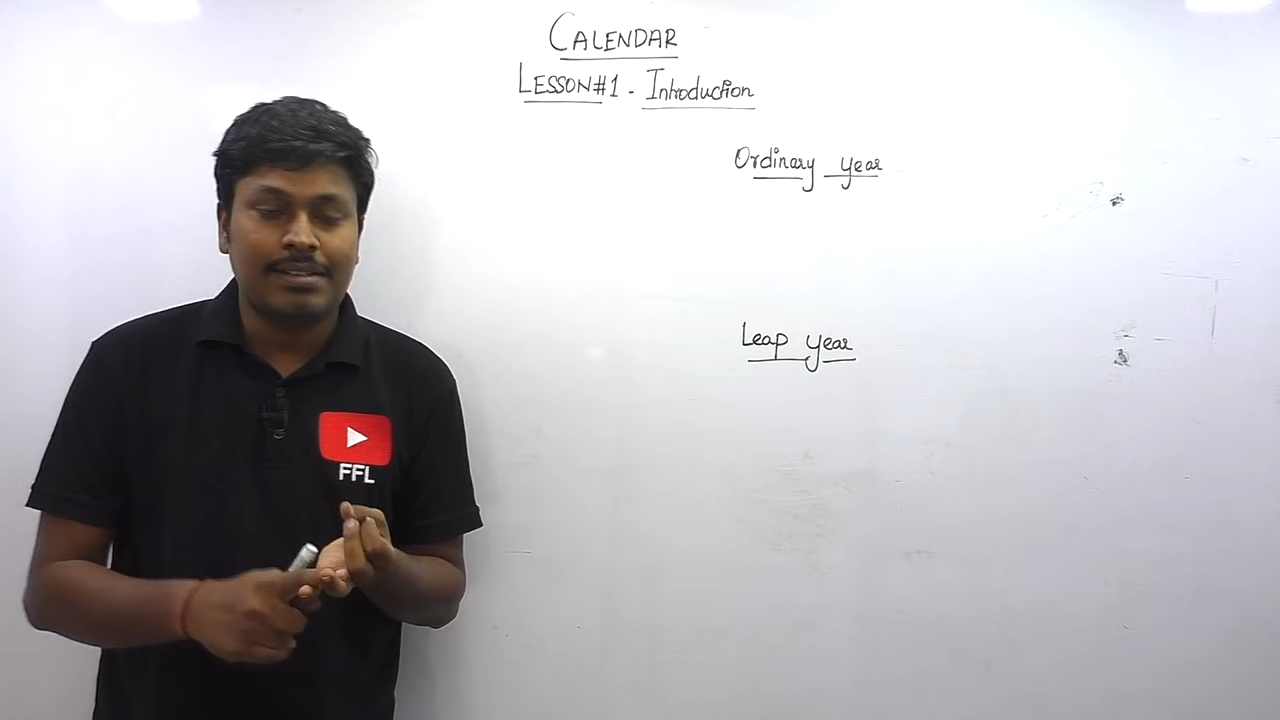 CALENDAR
LESSON#1 - Introduction
Ordinary year
Leap year
FFL